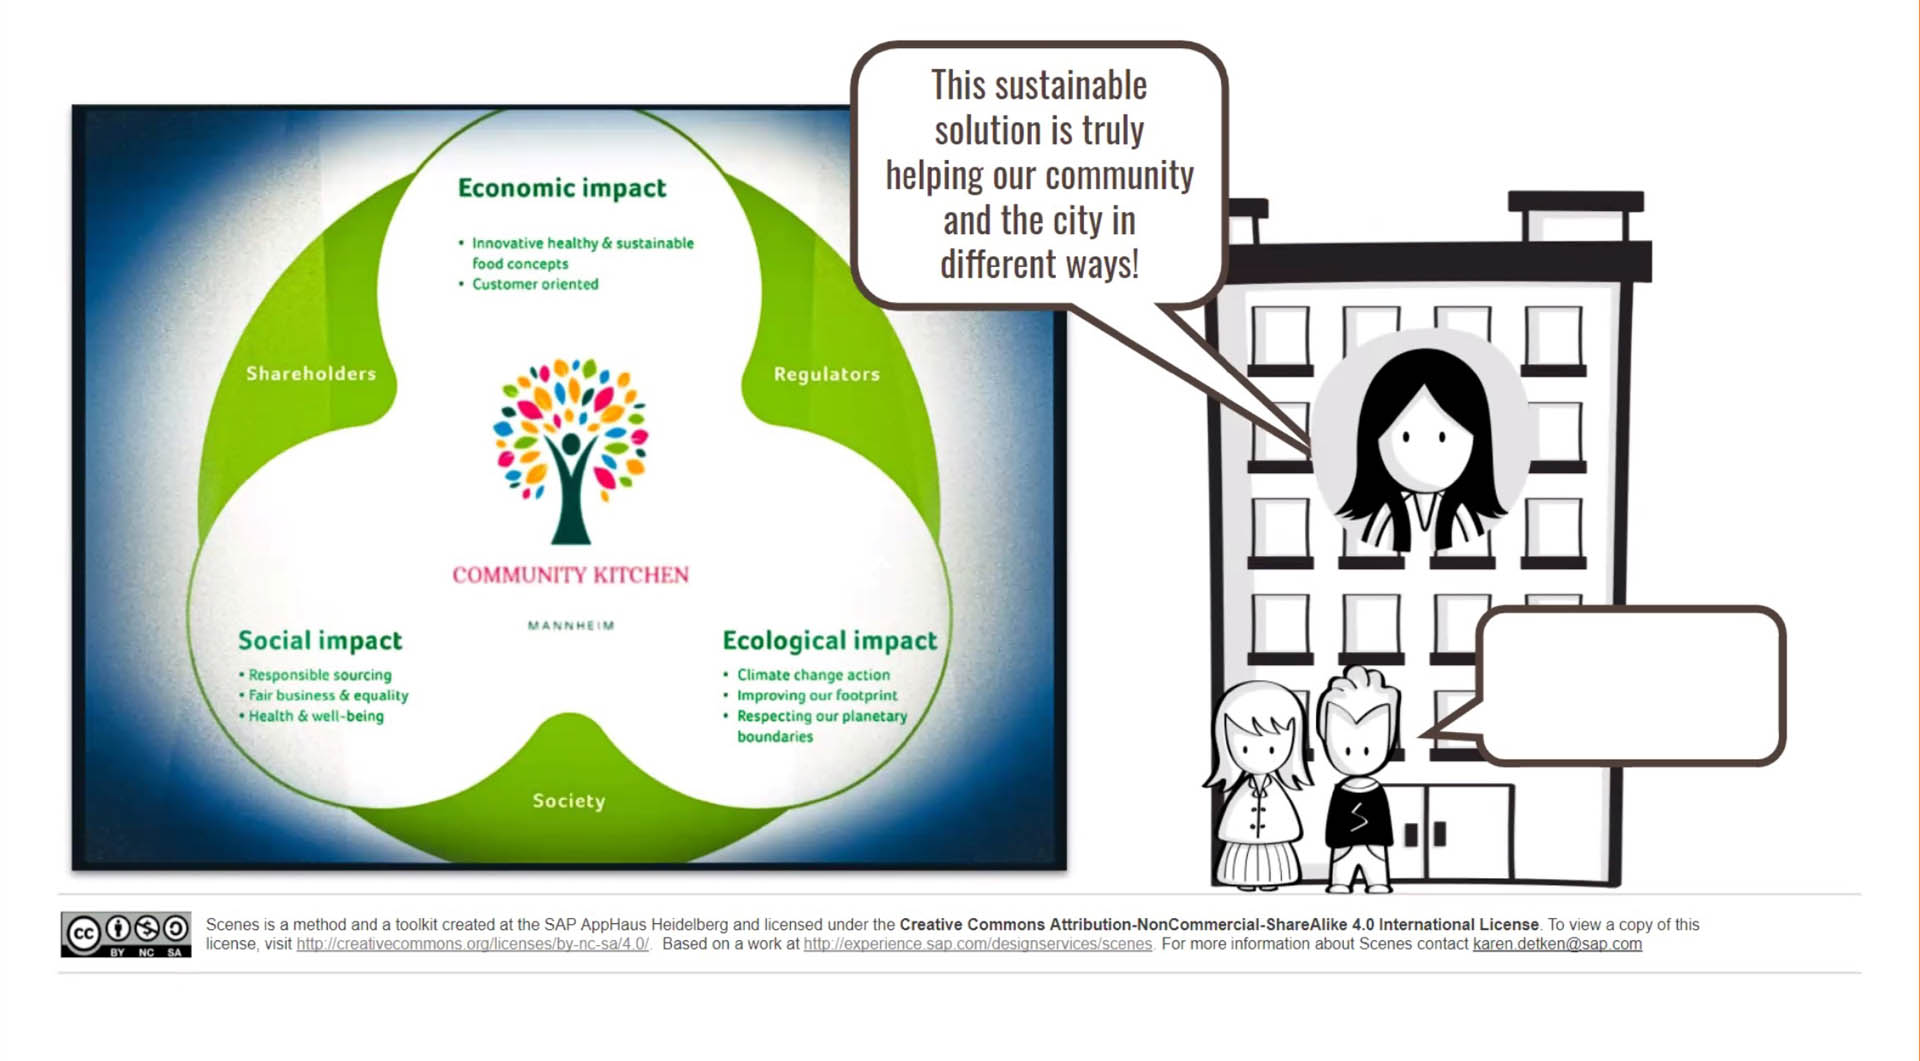 This sustainable
solution is truly
helping our community
and the city in
different ways!
Economic impact
• Innovative healthy & sustainable
food concepts
• Customer oriented
Shareholders
Regulators
COMMUNITY KITCHEN
MANNHEIM
Social impact
• Responsible sourcing
• Fair business & equality
• Health & well-being
Ecological impact
• Climate change action
• Improving our footprint
• Respecting our planetary
boundaries
Society
S
cc
BY NC SA
Scenes is a method and a toolkit created at the SAP AppHaus Heidelberg and licensed under the Creative Commons Attribution-NonCommercial-ShareAlike 4.0 International License. To view a copy of this
license, visit http://creativecommons.org/licenses/by-nc-sa/4.0/. Based on a work at http://experience.sap.com/designservices/scenes. For more information about Scenes contact karen.detken@sap.com